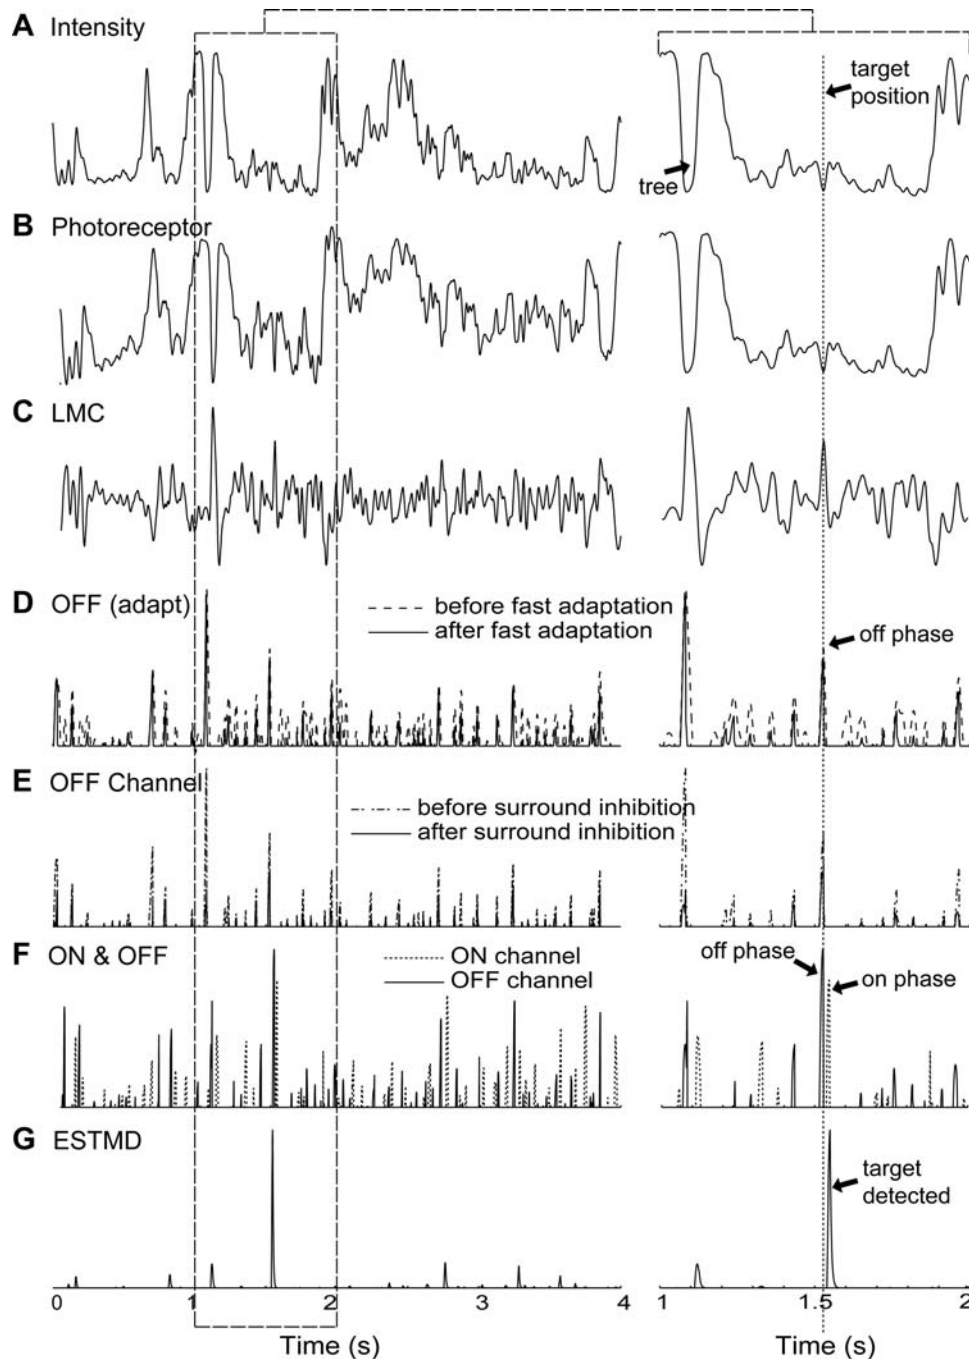 A Intensity
target
position
tree
B Photoreceptor
C LMC
D OFF (adapt)
before fast adaptation
after fast adaptation
off phase
E OFF Channel
before surround inhibition
after surround inhibition
F ON & OFF
ON channel
OFF channel
off phase
on phase
G ESTMD
target
detected
0 1 2 3 4 1 1.5 2
Time (s) Time (s)